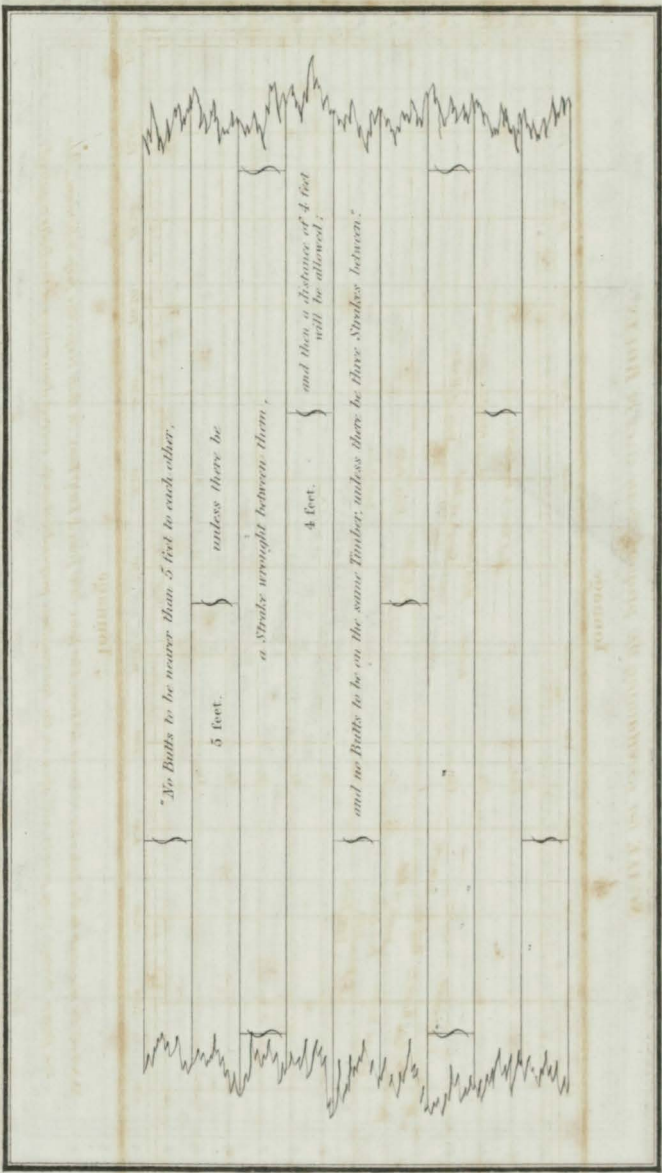 "No Butts to be nearer than 5 feet to each other,
unless there be
5 feet.
a Strake wrought between them,
and then a distance of 4 feet
will be allowed;
4 feet.
and no Butts to be on the same Timber, unless there be three Strakes between."